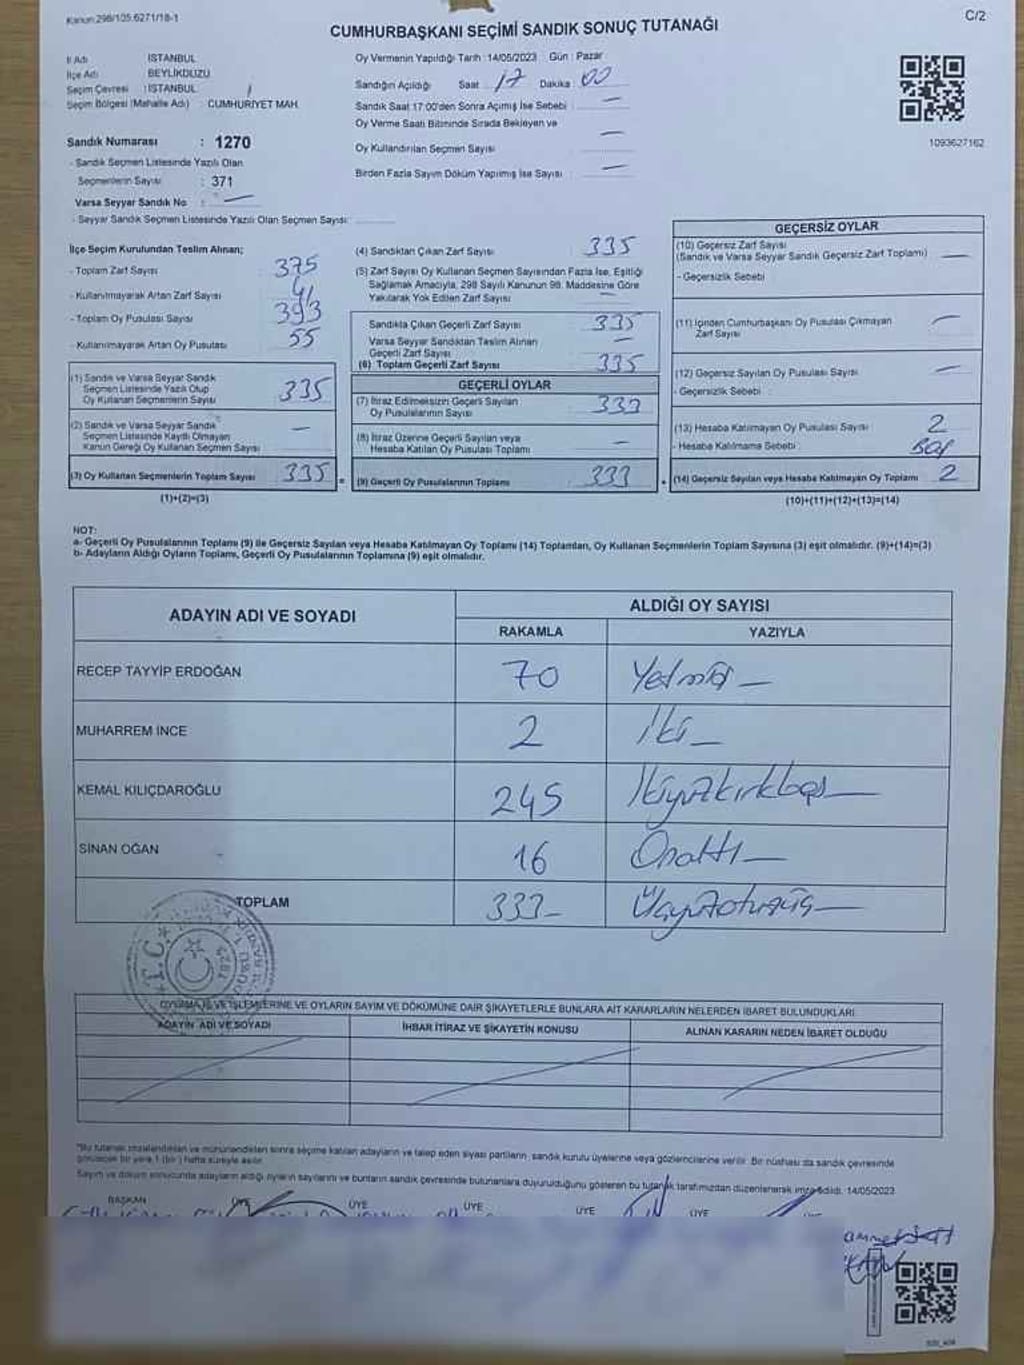 Kanun 298/105.6271/18-1
C/2
CUMHURBAŞKANI SEÇİMİ SANDIK SONUÇ TUTANAĞI
İl Adı İSTANBUL
İlçe Adı BEYLİKDÜZÜ
Seçim Çevresi : İSTANBUL
Seçim Bölgesi (Mahalle Adı) : CUMHURİYET MAH.
Sandık Numarası : 1270
- Sandık Seçmen Listesinde Yazılı Olan
Seçmenlerin Sayısı : 371
Varsa Seyyar Sandık No : —
- Seyyar Sandık Seçmen Listesinde Yazılı Olan Seçmen Sayısı:
Oy Vermenin Yapıldığı Tarih :14/05/2023 Gün : Pazar
Sandığın Açıldığı Saat 17 Dakika : 00
Sandık Saat 17:00'den Sonra Açımış İse Sebebi : —
Oy Verme Saati Bitiminde Sırada Bekleyen ve
Oy Kullandırılan Seçmen Sayısı —
Birden Fazla Sayım Döküm Yapılmış İse Sayısı : —
1093627162
İlçe Seçim Kurulundan Teslim Alınan;
- Toplam Zarf Sayısı 375
- Kullanılmayarak Artan Zarf Sayısı 41
- Toplam Oy Pusulası Sayısı 393
- Kullanılmayarak Artan Oy Pusulası 55
(1) Sandık ve Varsa Seyyar Sandık
Seçmen Listesinde Yazılı Olup
Oy Kullanan Seçmenlerin Sayısı 335
(2) Sandık ve Varsa Seyyar Sandık
Seçmen Listesinde Kayıtlı Olmayan
Kanun Gereği Oy Kullanan Seçmen Sayısı —
(3) Oy Kullanan Seçmenlerin Toplam Sayısı 335
(1)+(2)=(3)
(4) Sandıktan Çıkan Zarf Sayısı 335
(5) Zarf Sayısı Oy Kullanan Seçmen Sayısından Fazla İse, Eşitliği
Sağlamak Amacıyla, 298 Sayılı Kanunun 98. Maddesine Göre
Yakılarak Yok Edilen Zarf Sayısı —
Sandıkta Çıkan Geçerli Zarf Sayısı 335
Varsa Seyyar Sandıktan Teslim Alınan
Geçerli Zarf Sayısı —
(6) Toplam Geçerli Zarf Sayısı 335
GEÇERLİ OYLAR
(7) İtiraz Edilmeksizin Geçerli Sayılan
Oy Pusulalarının Sayısı 333
(8) İtiraz Üzerine Geçerli Sayılan veya
Hesaba Katılan Oy Pusulası Toplamı —
= (9) Geçerli Oy Pusulalarının Toplamı 333
GEÇERSİZ OYLAR
(10) Geçersiz Zarf Sayısı
(Sandık ve Varsa Seyyar Sandık Geçersiz Zarf Toplamı) —
- Geçersizlik Sebebi
(11) İçinden Cumhurbaşkanı Oy Pusulası Çıkmayan
Zarf Sayısı —
(12) Geçersiz Sayılan Oy Pusulası Sayısı —
- Geçersizlik Sebebi :
(13) Hesaba Katılmayan Oy Pusulası Sayısı 2
- Hesaba Katılmama Sebebi : Boş
+ (14) Geçersiz Sayılan veya Hesaba Katılmayan Oy Toplamı 2
(10)+(11)+(12)+(13)=(14)
NOT:
a- Geçerli Oy Pusulalarının Toplamı (9) ile Geçersiz Sayılan veya Hesaba Katılmayan Oy Toplamı (14) Toplamları, Oy Kullanan Seçmenlerin Toplam Sayısına (3) eşit olmalıdır. (9)+(14)=(3)
b- Adayların Aldığı Oyların Toplamı, Geçerli Oy Pusulalarının Toplamına (9) eşit olmalıdır.
ADAYIN ADI VE SOYADI
ALDIĞI OY SAYISI
RAKAMLA YAZIYLA
RECEP TAYYİP ERDOĞAN 70 Yetmiş —
MUHARREM İNCE 2 İki —
KEMAL KILIÇDAROĞLU 245 İkiyüzkırkbeş —
SİNAN OĞAN 16 Onaltı —
TOPLAM 333 — Üçyüzotuzüç —
T.C.
OYLAMA İŞ VE İŞLEMLERİNE VE OYLARIN SAYIM VE DÖKÜMÜNE DAİR ŞİKAYETLERLE BUNLARA AİT KARARLARIN NELERDEN İBARET BULUNDUKLARI
ADAYIN ADI VE SOYADI İHBAR İTİRAZ VE ŞİKAYETİN KONUSU ALINAN KARARIN NEDEN İBARET OLDUĞU
*Bu tutanak imzalandıktan ve mühürlendikten sonra seçime katılan adayların ve talep eden siyasi partilerin, sandık kurulu üyelerine veya gözlemcilerine verilir. Bir nüshası da sandık çevresinde
görülecek bir yere 1 (bir) hafta süreyle asılır.
Sayım ve döküm sonucunda adayların aldığı oyların sayılarını ve bunların sandık çevresinde bulunanlara duyurulduğunu gösteren bu tutanak tarafımızdan düzenlenerek imza edildi. 14/05/2023
BAŞKAN ÜYE ÜYE ÜYE ÜYE ÜYE